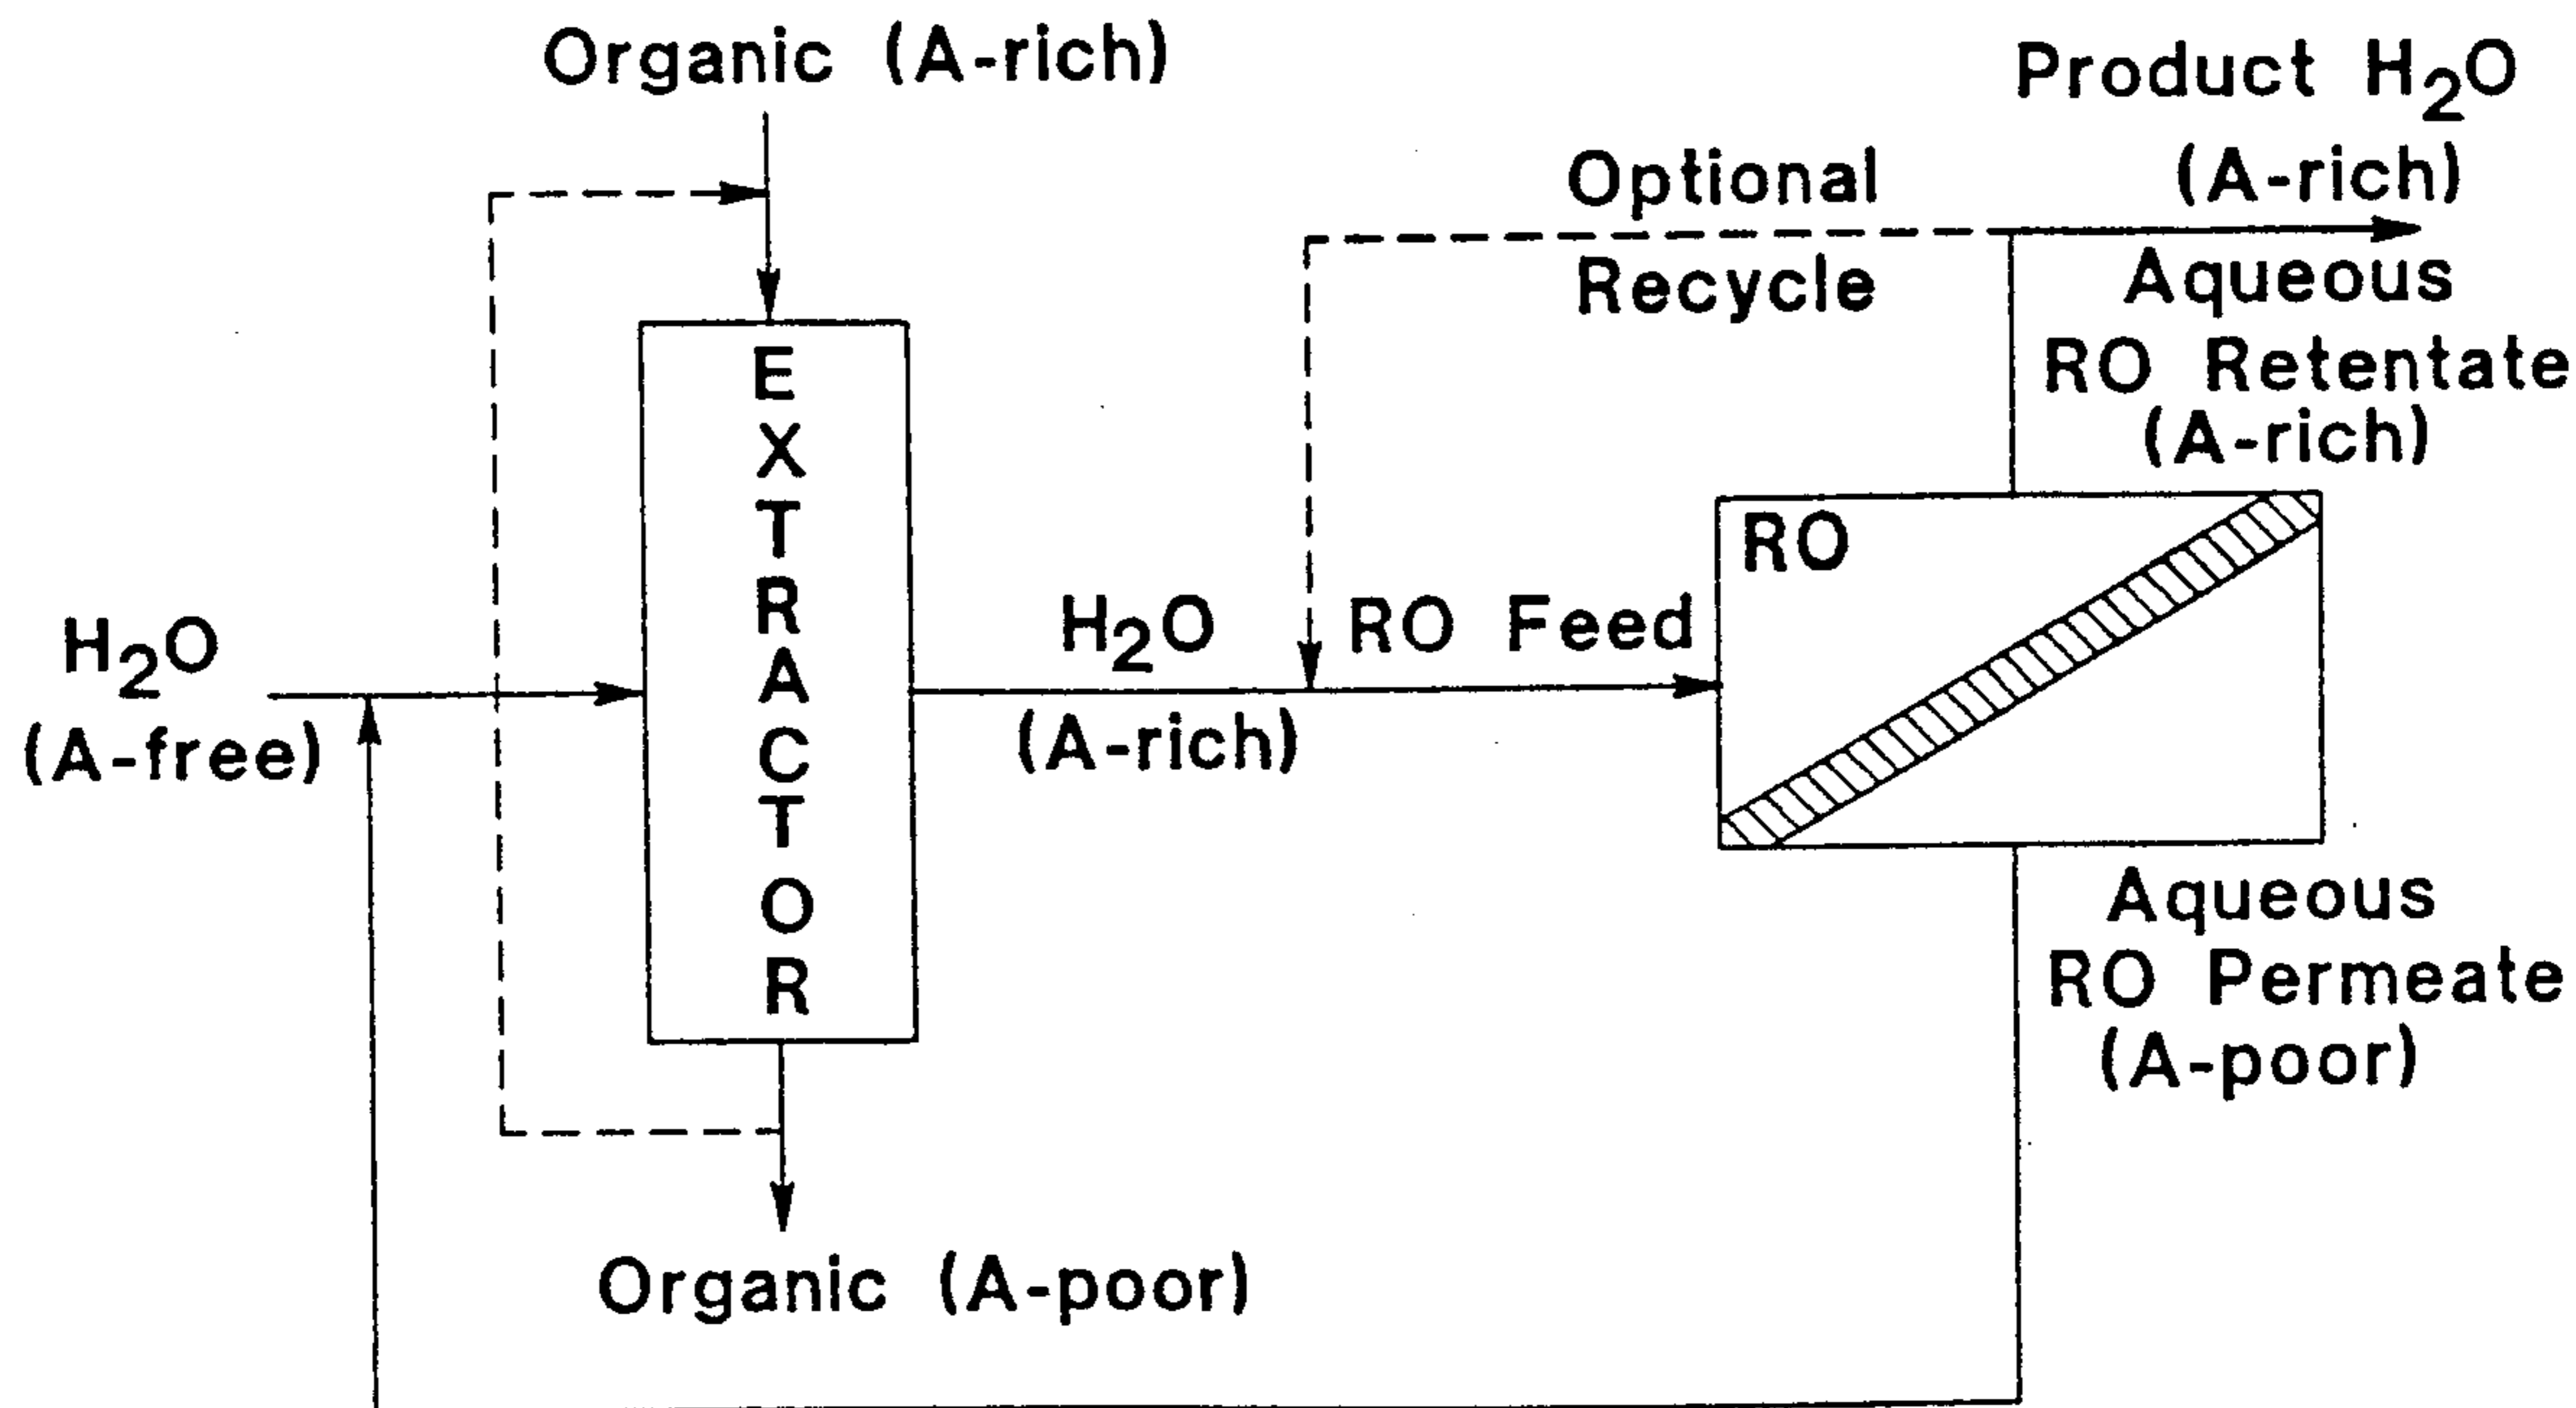 Organic (A-rich)
Product H₂O
(A-rich)
Optional
Recycle
Aqueous
RO Retentate
(A-rich)
EXTRACTOR
RO
H₂O
(A-free)
H₂O
(A-rich)
RO Feed
Aqueous
RO Permeate
(A-poor)
Organic (A-poor)